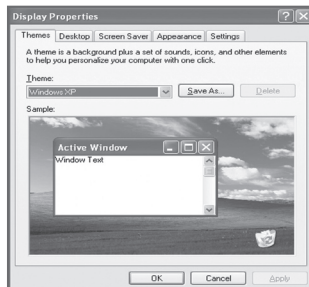 Display Properties
Themes Desktop Screen Saver Appearance Settings
A theme is a background plus a set of sounds, icons, and other elements
to help you personalize your computer with one click.
Theme:
Windows XP Save As... Delete
Sample:
Active Window
Window Text
OK Cancel Apply